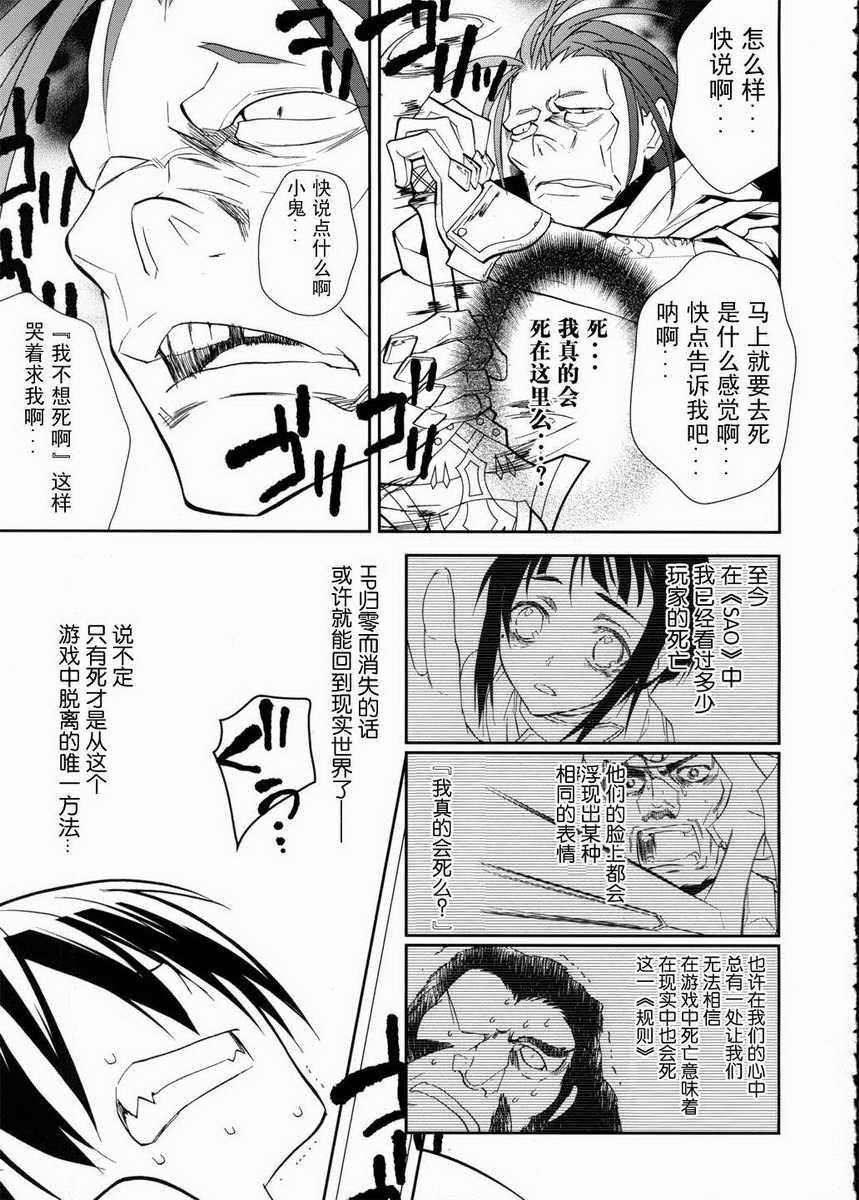 怎么样···
快说啊···
马上就要去死
是什么感觉啊···
快点告诉我吧···
呐啊···
死···
我真的会
死在这里么···?
快说点什么啊
小鬼···
『我不想死啊』这样
哭着求我啊···
至今
在《SAO》中
我已经看过多少
玩家的死亡
他们的脸上都会
浮现出某种
相同的表情
『我真的会死么?』
也许在我们的心中
总有一处让我们
无法相信
在游戏中死亡意味着
在现实中也会死
这一《规则》
HP归零而消失的话
或许就能回到现实世界了——
说不定
只有死才是从这个
游戏中脱离的唯一方法…
ぐっ…